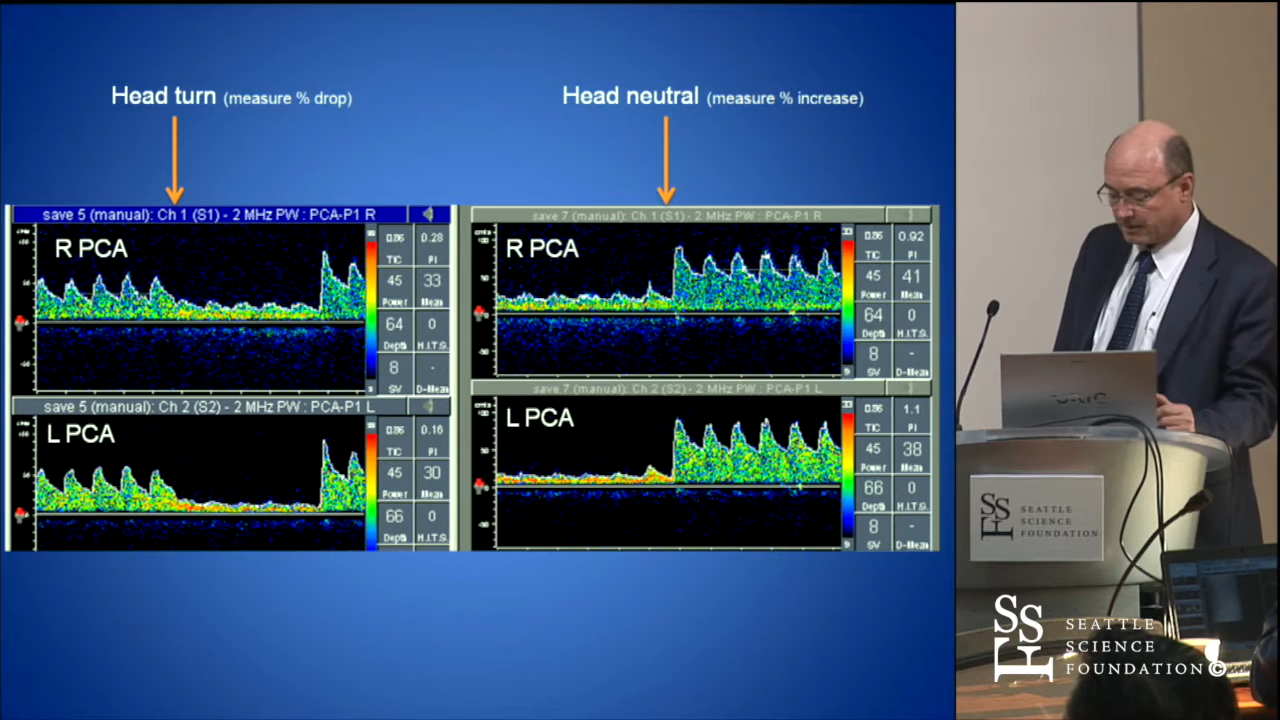 Head turn (measure % drop)
Head neutral (measure % increase)
save 5 (manual): Ch 1 (S1) - 2 MHz PW : PCA-P1 R
R PCA
0.86 0.28
TIC PI
45 33
Power Mean
64 0
Depth H.I.T.S.
8 -
SV D-Mean
save 5 (manual): Ch 2 (S2) - 2 MHz PW : PCA-P1 L
L PCA
0.86 0.16
TIC PI
45 30
Power Mean
66 0
Depth H.I.T.S.
save 7 (manual): Ch 1 (S1) - 2 MHz PW : PCA-P1 R
R PCA
0.86 0.92
TIC PI
45 41
Power Mean
64 0
Depth H.I.T.S.
8 -
SV D-Mean
save 7 (manual): Ch 2 (S2) - 2 MHz PW : PCA-P1 L
L PCA
0.86 1.1
TIC PI
45 38
Power Mean
66 0
Depth H.I.T.S.
8 -
SV D-Mean
SSF
SEATTLE
SCIENCE
FOUNDATION
SSF
SEATTLE
SCIENCE
FOUNDATION©